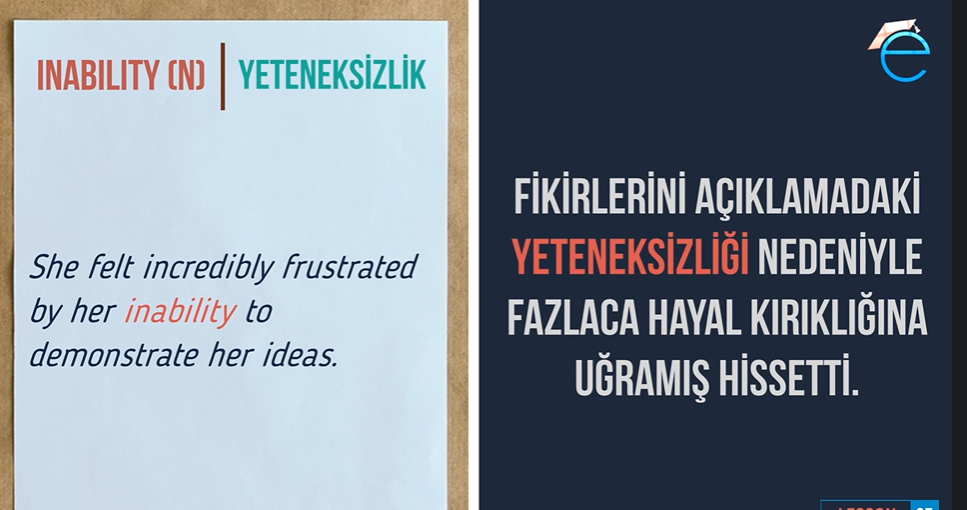 INABILITY (N) | YETENEKSİZLİK
She felt incredibly frustrated
by her inability to
demonstrate her ideas.
e
FİKİRLERİNİ AÇIKLAMADAKİ
YETENEKSİZLİĞİ NEDENİYLE
FAZLACA HAYAL KIRIKLIĞINA
UĞRAMIŞ HİSSETTİ.